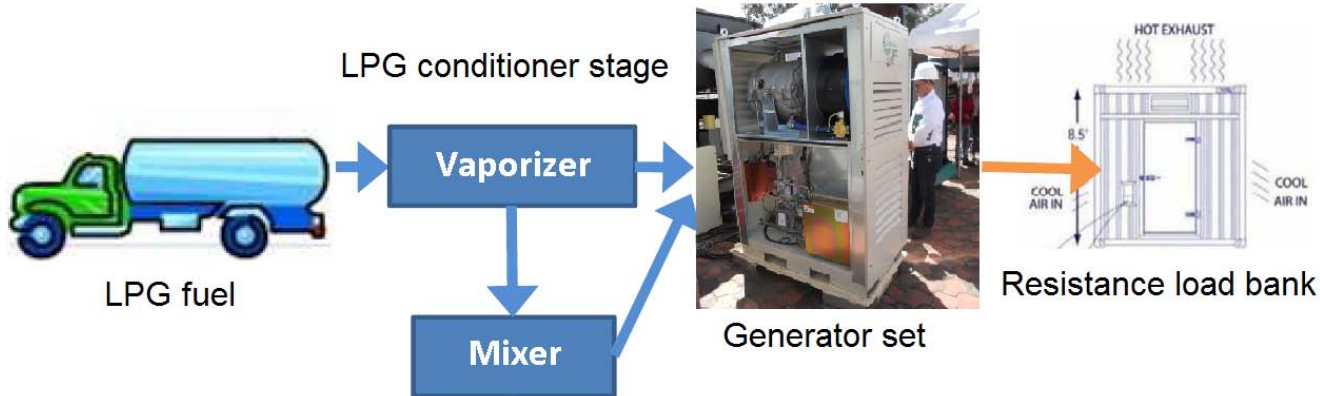 LPG conditioner stage
Vaporizer
Mixer
LPG fuel
Generator set
HOT EXHAUST
8.5'
COOL
AIR IN
COOL
AIR IN
Resistance load bank